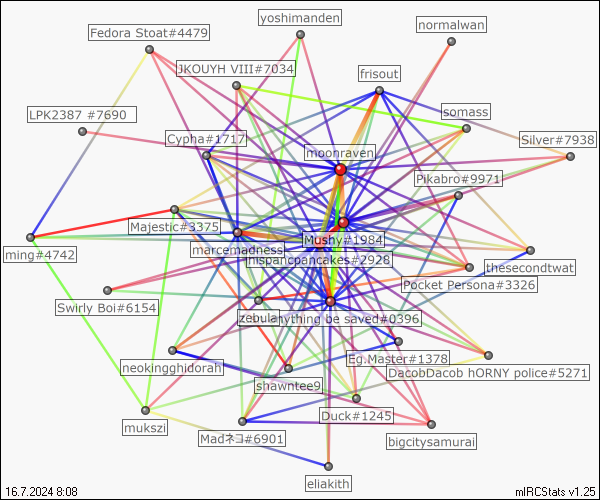 yoshimanden
normalwan
Fedora Stoat#4479
JKOUYH VIII#7034
frisout
LPK2387 #7690
somass
Cypha#1717
Silver#7938
moonraven
Pikabro#9971
Majestic#3375
Mushy#1984
ming#4742
marcemadness
hispancpancakes#2928
thesecondtwat
Pocket Persona#3326
Swirly Boi#6154
zebula
nything be saved#0396
Eg.Master#1378
neokingghidorah
DacobDacob hORNY police#5271
shawntee9
Duck#1245
mukszi
Madネコ#6901
bigcitysamurai
eliakith
16.7.2024 8:08
mIRCStats v1.25